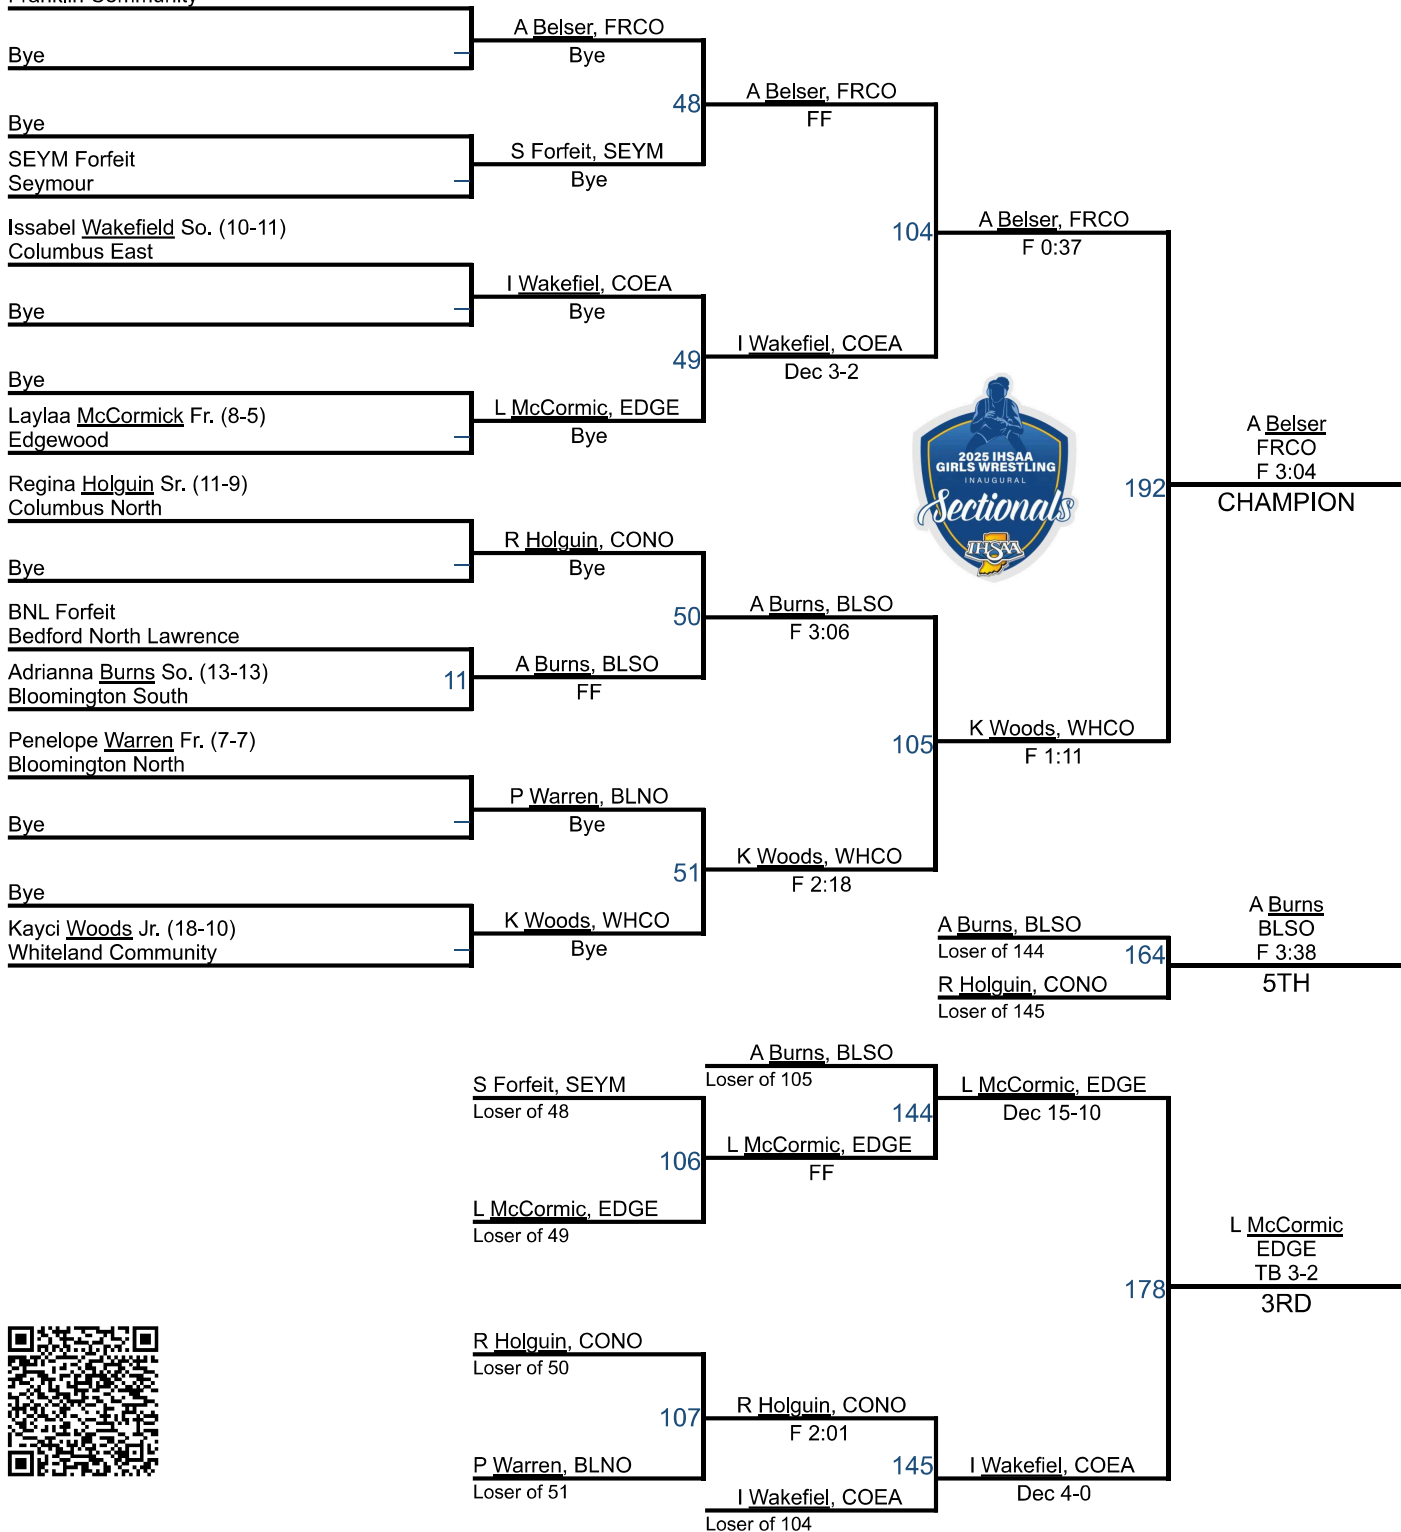 Franklin Community
Bye
A Belser, FRCO
Bye
Bye
SEYM Forfeit
Seymour
S Forfeit, SEYM
Bye
48
A Belser, FRCO
FF
Issabel Wakefield So. (10-11)
Columbus East
Bye
I Wakefiel, COEA
Bye
Bye
Laylaa McCormick Fr. (8-5)
Edgewood
L McCormic, EDGE
Bye
49
I Wakefiel, COEA
Dec 3-2
104
A Belser, FRCO
F 0:37
Regina Holguin Sr. (11-9)
Columbus North
Bye
R Holguin, CONO
Bye
BNL Forfeit
Bedford North Lawrence
Adrianna Burns So. (13-13)
Bloomington South
11
A Burns, BLSO
FF
50
A Burns, BLSO
F 3:06
Penelope Warren Fr. (7-7)
Bloomington North
Bye
P Warren, BLNO
Bye
Bye
Kayci Woods Jr. (18-10)
Whiteland Community
K Woods, WHCO
Bye
51
K Woods, WHCO
F 2:18
105
K Woods, WHCO
F 1:11
2025 IHSAA
GIRLS WRESTLING
INAUGURAL
Sectionals
IHSAA
192
A Belser
FRCO
F 3:04
CHAMPION
A Burns, BLSO
Loser of 144
R Holguin, CONO
Loser of 145
164
A Burns
BLSO
F 3:38
5TH
S Forfeit, SEYM
Loser of 48
L McCormic, EDGE
Loser of 49
106
A Burns, BLSO
Loser of 105
L McCormic, EDGE
FF
144
L McCormic, EDGE
Dec 15-10
R Holguin, CONO
Loser of 50
P Warren, BLNO
Loser of 51
107
R Holguin, CONO
F 2:01
I Wakefiel, COEA
Loser of 104
145
I Wakefiel, COEA
Dec 4-0
178
L McCormic
EDGE
TB 3-2
3RD